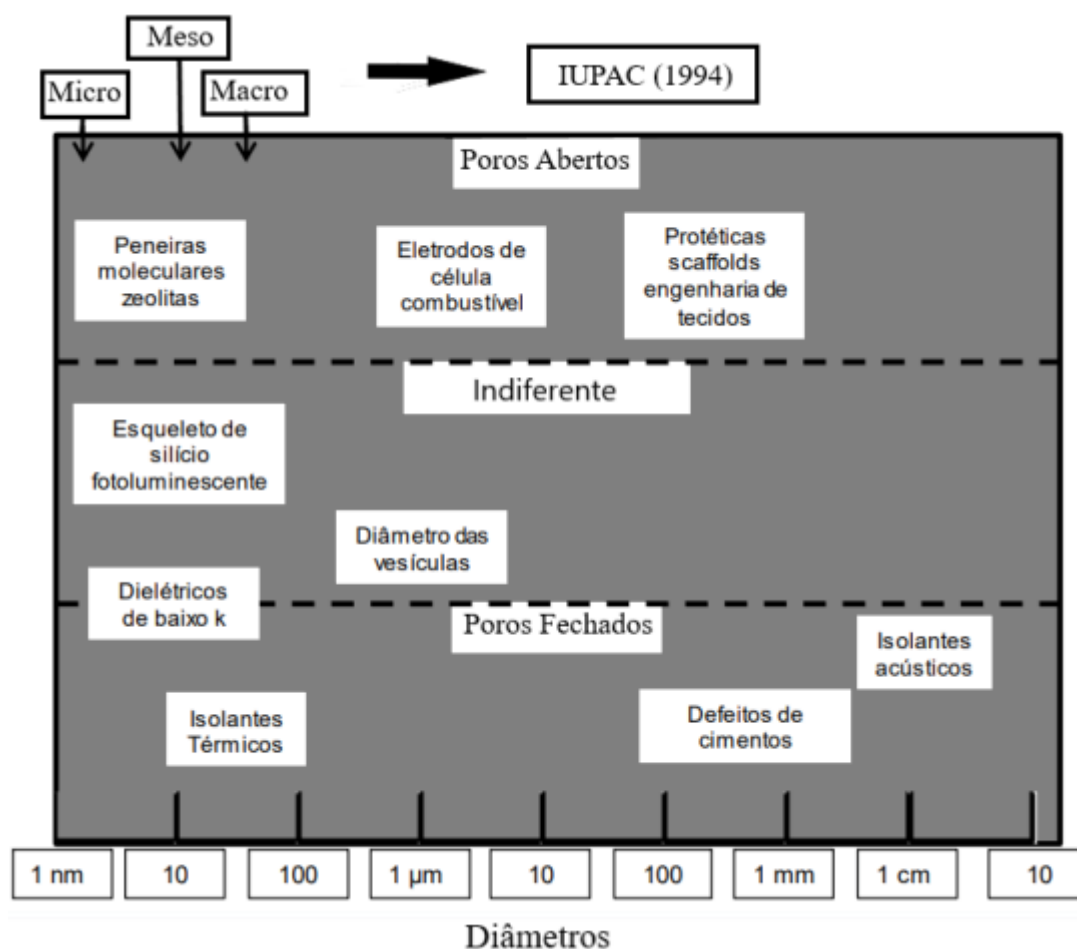 Meso
IUPAC (1994)
Micro
Macro
Poros Abertos
Peneiras
moleculares
zeolitas
Eletrodos de
célula
combustível
Protéticas
scaffolds
engenharia de
tecidos
Indiferente
Esqueleto de
silício
fotoluminescente
Diâmetro das
vesículas
Dielétricos
de baixo k
Poros Fechados
Isolantes
acústicos
Isolantes
Térmicos
Defeitos de
cimentos
1 nm
10
100
1 µm
10
100
1 mm
1 cm
10
Diâmetros